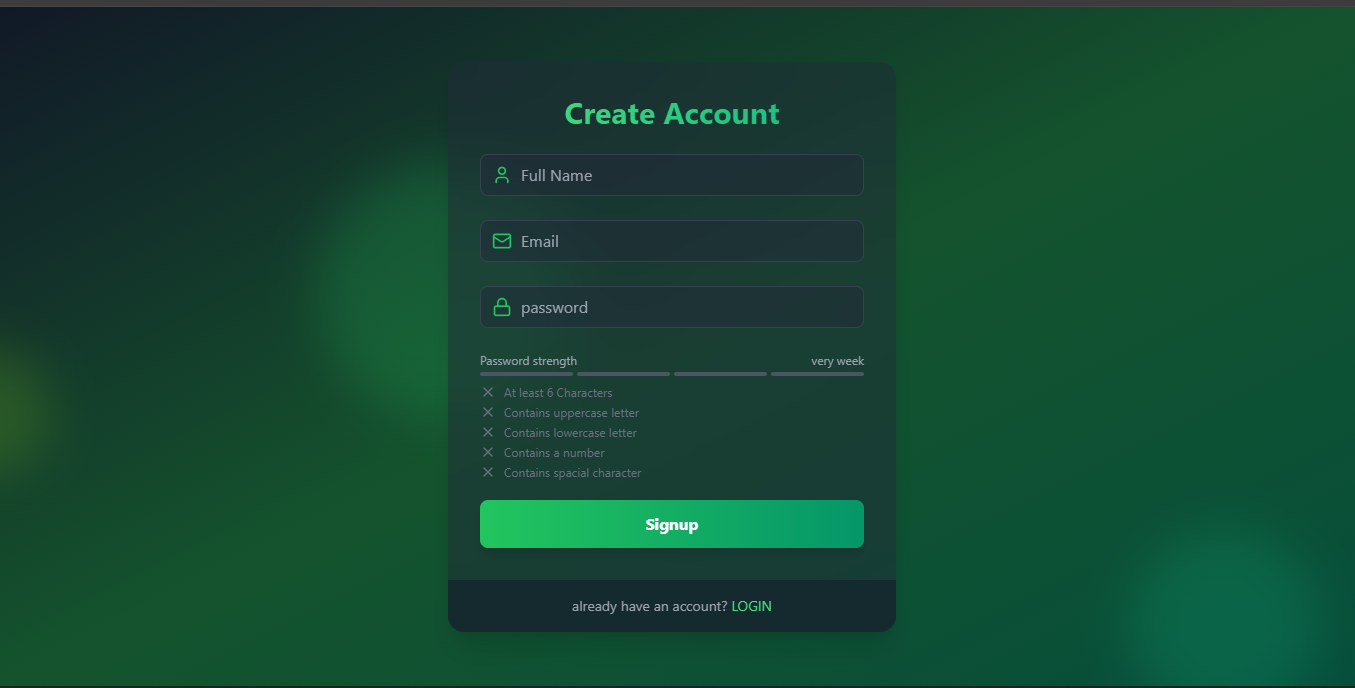 Create Account
Full Name
Email
password
Password strength very week
At least 6 Characters
Contains uppercase letter
Contains lowercase letter
Contains a number
Contains spacial character
Signup
already have an account? LOGIN